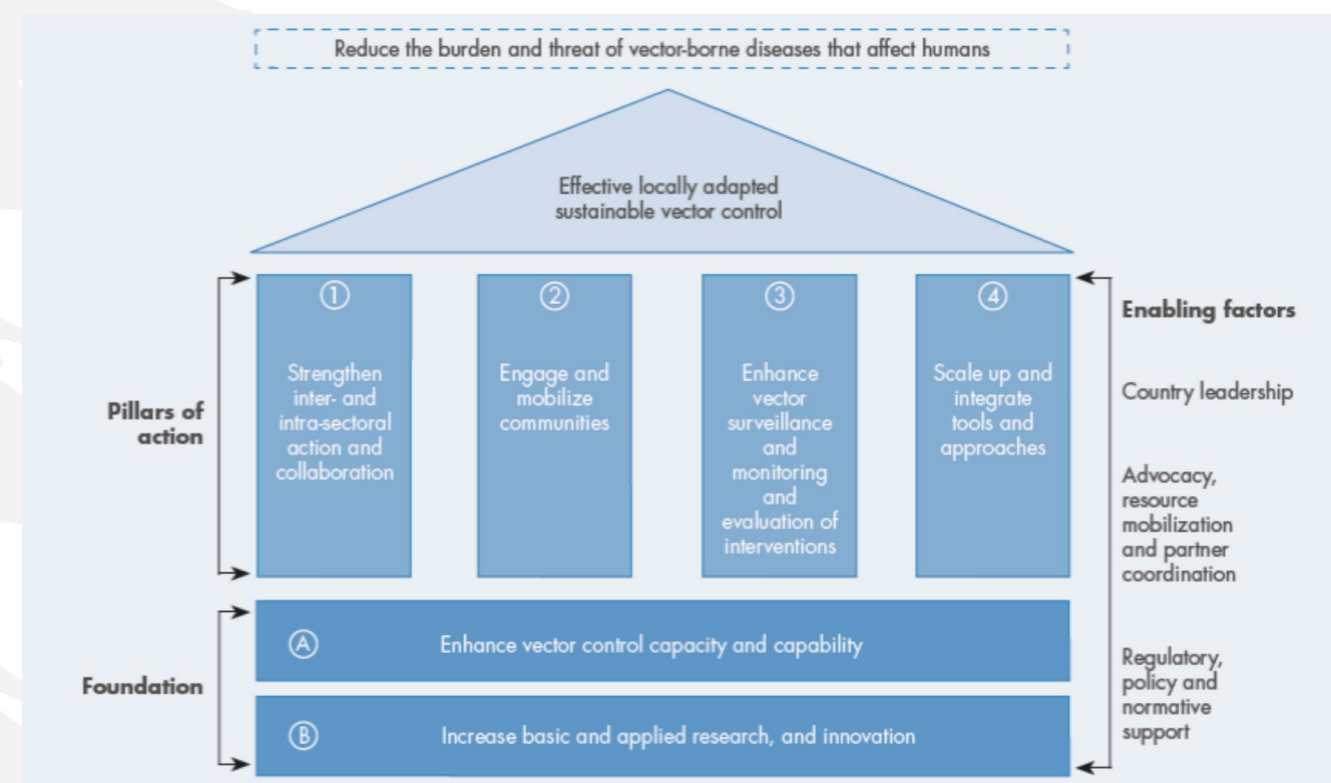 Reduce the burden and threat of vector-borne diseases that affect humans
Effective locally adapted
sustainable vector control
Pillars of
action
①
Strengthen
inter- and
intra-sectoral
action and
collaboration
②
Engage and
mobilize
communities
③
Enhance
vector
surveillance
and
monitoring
and
evaluation of
interventions
④
Scale up and
integrate
tools and
approaches
Enabling factors
Country leadership
Advocacy,
resource
mobilization
and partner
coordination
Regulatory,
policy and
normative
support
Foundation
Ⓐ Enhance vector control capacity and capability
Ⓑ Increase basic and applied research, and innovation